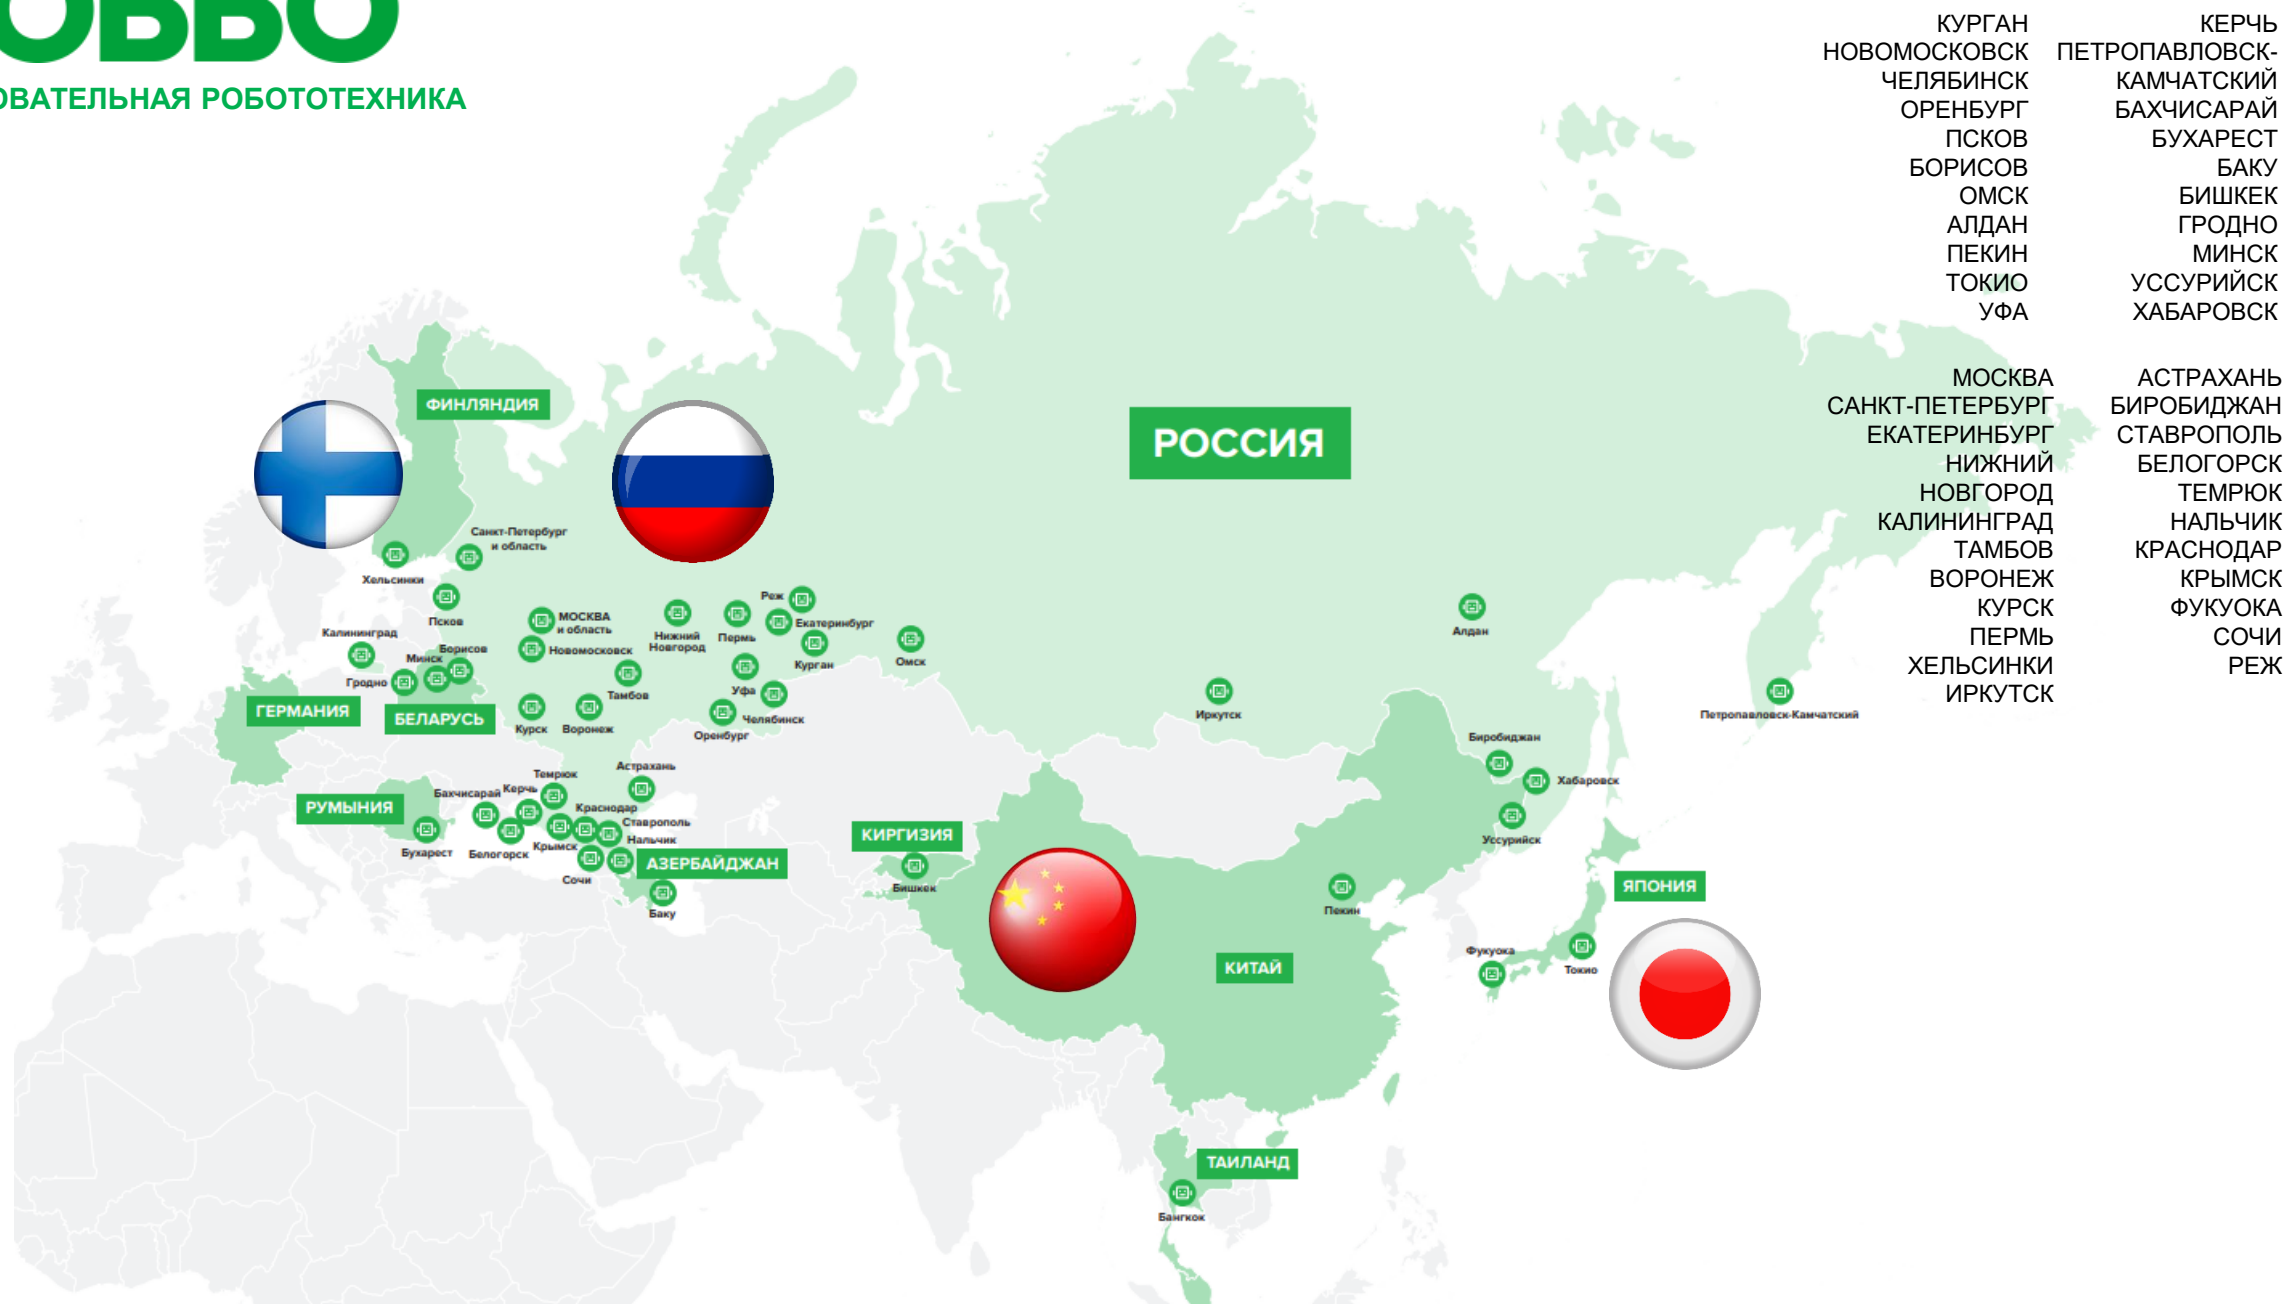 ОББО
ОВАТЕЛЬНАЯ РОБОТОТЕХНИКА
КУРГАН
НОВОМОСКОВСК
ЧЕЛЯБИНСК
ОРЕНБУРГ
ПСКОВ
БОРИСОВ
ОМСК
АЛДАН
ПЕКИН
ТОКИО
УФА
КЕРЧЬ
ПЕТРОПАВЛОВСК-
КАМЧАТСКИЙ
БАХЧИСАРАЙ
БУХАРЕСТ
БАКУ
БИШКЕК
ГРОДНО
МИНСК
УССУРИЙСК
ХАБАРОВСК
МОСКВА
САНКТ-ПЕТЕРБУРГ
ЕКАТЕРИНБУРГ
НИЖНИЙ
НОВГОРОД
КАЛИНИНГРАД
ТАМБОВ
ВОРОНЕЖ
КУРСК
ПЕРМЬ
ХЕЛЬСИНКИ
ИРКУТСК
АСТРАХАНЬ
БИРОБИДЖАН
СТАВРОПОЛЬ
БЕЛОГОРСК
ТЕМРЮК
НАЛЬЧИК
КРАСНОДАР
КРЫМСК
ФУКУОКА
СОЧИ
РЕЖ
ФИНЛЯНДИЯ
РОССИЯ
Санкт-Петербург
и область
Хельсинки
Псков
Калининград
Минск
Борисов
Гродно
ГЕРМАНИЯ
БЕЛАРУСЬ
МОСКВА
и область
Новомосковск
Нижний
Новгород
Пермь
Реж
Екатеринбург
Курган
Омск
Тамбов
Уфа
Челябинск
Оренбург
Курск
Воронеж
Алдан
Иркутск
Петропавловск-Камчатский
Биробиджан
Хабаровск
Уссурийск
Астрахань
Темрюк
Керчь
Бахчисарай
Краснодар
Ставрополь
Нальчик
Крымск
Белогорск
Сочи
РУМЫНИЯ
Бухарест
АЗЕРБАЙДЖАН
Баку
КИРГИЗИЯ
Бишкек
Пекин
КИТАЙ
ЯПОНИЯ
Фукуока
Токио
ТАИЛАНД
Бангкок